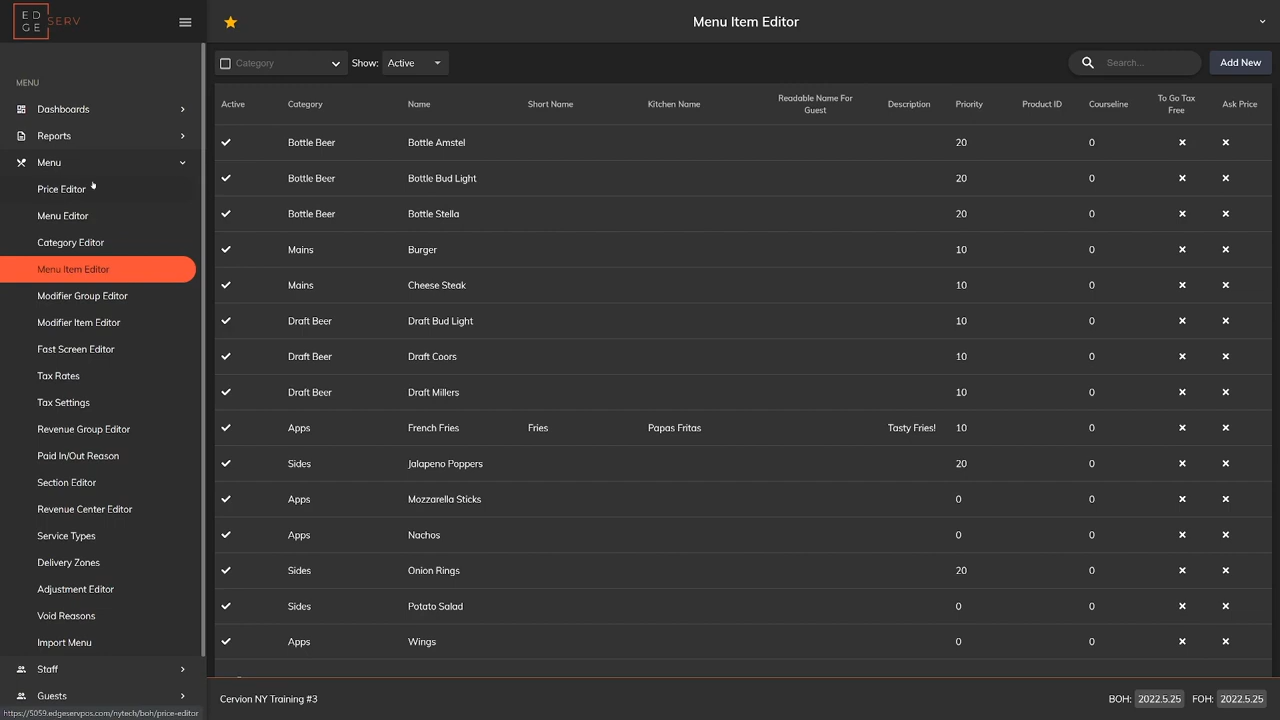 ED
GE
SERV
Menu Item Editor
Category
Show:
Active
Search...
Add New
MENU
Dashboards
Reports
Menu
Price Editor
Menu Editor
Category Editor
Menu Item Editor
Modifier Group Editor
Modifier Item Editor
Fast Screen Editor
Tax Rates
Tax Settings
Revenue Group Editor
Paid In/Out Reason
Section Editor
Revenue Center Editor
Service Types
Delivery Zones
Adjustment Editor
Void Reasons
Import Menu
Staff
Guests
https://5059.edgeservpos.com/nytech/boh/price-editor
Active Category Name Short Name Kitchen Name Readable Name For Guest Description Priority Product ID Courseline To Go Tax Free Ask Price
Bottle Beer Bottle Amstel 20 0
Bottle Beer Bottle Bud Light 20 0
Bottle Beer Bottle Stella 20 0
Mains Burger 10 0
Mains Cheese Steak 10 0
Draft Beer Draft Bud Light 10 0
Draft Beer Draft Coors 10 0
Draft Beer Draft Millers 10 0
Apps French Fries Fries Papas Fritas Tasty Fries! 10 0
Sides Jalapeno Poppers 20 0
Apps Mozzarella Sticks 0 0
Apps Nachos 0 0
Sides Onion Rings 20 0
Sides Potato Salad 0 0
Apps Wings 0 0
Cervion NY Training #3
BOH: 2022.5.25 FOH: 2022.5.25